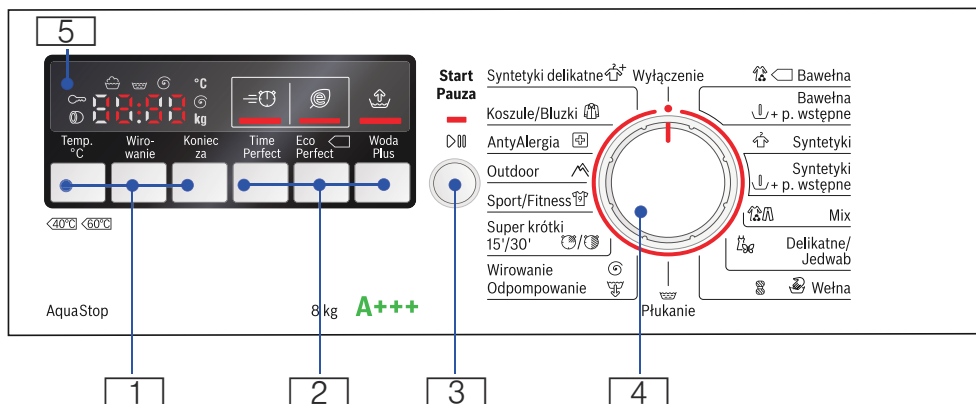 5
°C
88:88
kg
Temp.
°C
Wiro-
wanie
Koniec
za
Time
Perfect
Eco
Perfect
Woda
Plus
40°C 60°C
AquaStop
8 kg
A+++
Start
Pauza
Syntetyki delikatne
Koszule/Bluzki
AntyAlergia
Outdoor
Sport/Fitness
Super krótki
15'/30'
Wirowanie
Odpompowanie
Wyłączenie
Płukanie
Bawełna
Bawełna
+ p. wstępne
Syntetyki
Syntetyki
+ p. wstępne
Mix
Delikatne/
Jedwab
Wełna
1
2
3
4